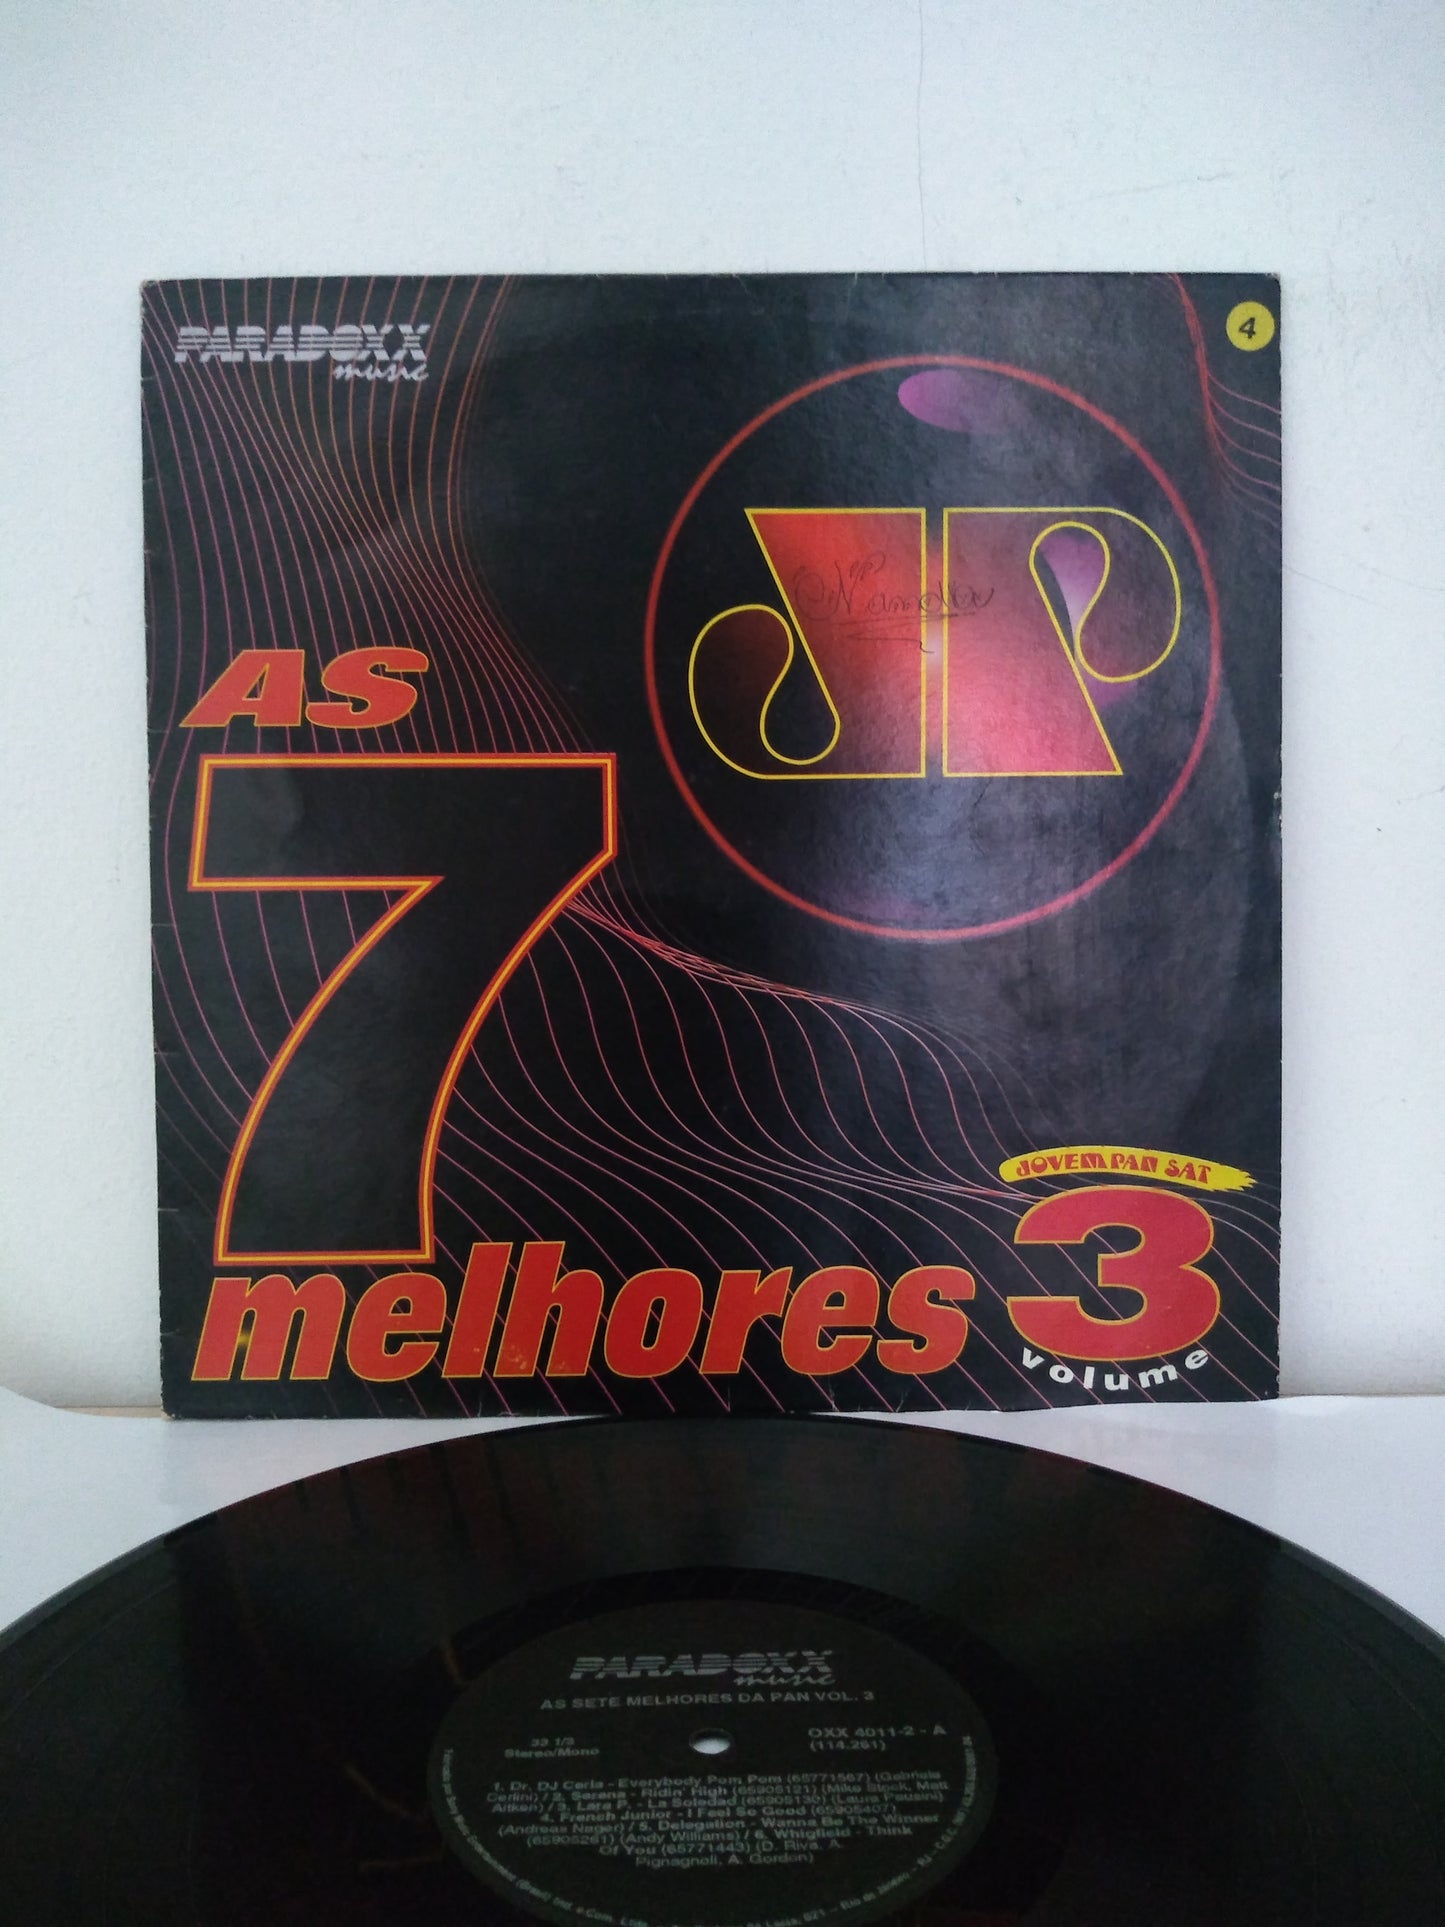 PARADOXX
music
4
JP
AS
7
melhores
JOVEM PAN SAT
3
volume
PARADOXX
music
AS SETE MELHORES DA PAN VOL. 3
33 1/3
Stereo/Mono
OXX 4011-2 - A
(114.261)
1. Dr. DJ Cerla - Everybody Pom Pom (65771567) (Gabriele
Cerlini) / 2. Serena - Ridin' High (65905121) (Mike Stock, Matt
Aitken) / 3. Lara P. - La Soledad (65905130) (Laura Pausini)
4. French Junior - I Feel So Good (65905407)
(Andreas Nager) / 5. Delegation - Wanna Be The Winner
(65905261) (Andy Williams) / 6. Whigfield - Think
Of You (65771443) (D. Riva, A.
Pignagnoli, A. Gordon)